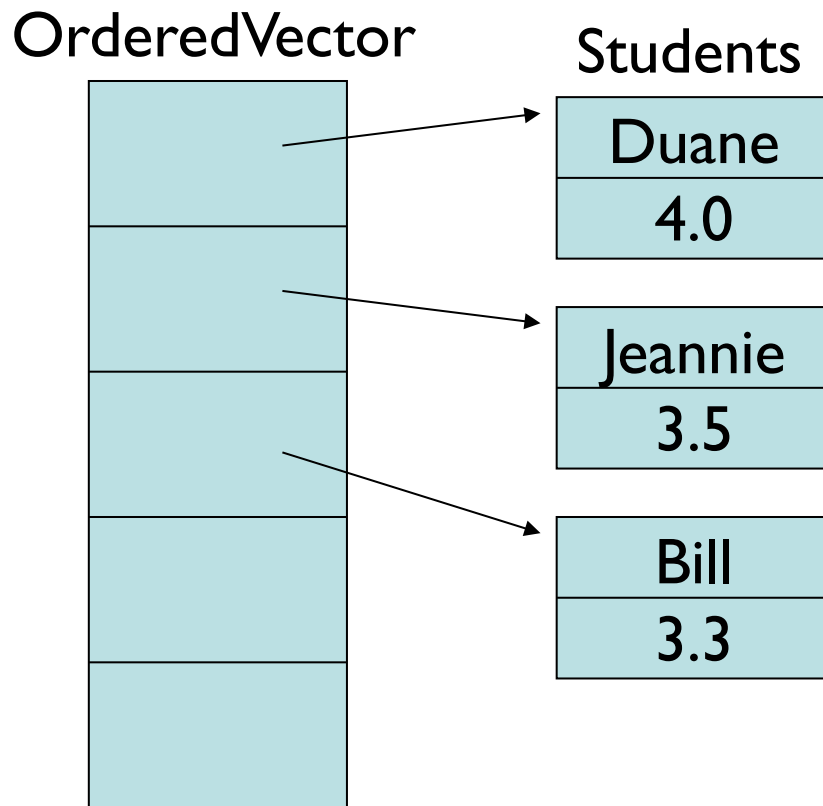 OrderedVector
Students
Duane
4.0
Jeannie
3.5
Bill
3.3